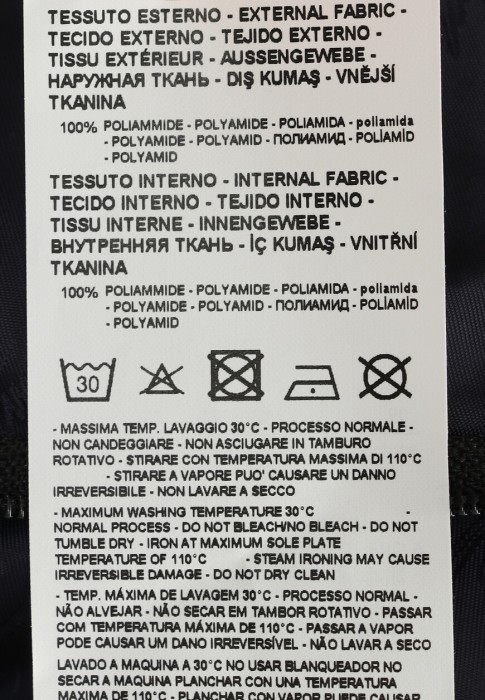 TESSUTO ESTERNO - EXTERNAL FABRIC -
TECIDO EXTERNO - TEJIDO EXTERNO -
TISSU EXTÉRIEUR - AUSSENGEWEBE -
НАРУЖНАЯ ТКАНЬ - DIŞ KUMAŞ - VNĚJŠÍ
TKANINA
100% POLIAMMIDE - POLYAMIDE - POLIAMIDA - poliamida
- POLYAMIDE - POLYAMID - ПОЛИАМИД - POLİAMİD
- POLYAMID
TESSUTO INTERNO - INTERNAL FABRIC -
TECIDO INTERNO - TEJIDO INTERNO -
TISSU INTERNE - INNENGEWEBE -
ВНУТРЕННЯЯ ТКАНЬ - İÇ KUMAŞ - VNITŘNÍ
TKANINA
100% POLIAMMIDE - POLYAMIDE - POLIAMIDA - poliamida
- POLYAMIDE - POLYAMID - ПОЛИАМИД - POLİAMİD
- POLYAMID
30
- MASSIMA TEMP. LAVAGGIO 30°C - PROCESSO NORMALE -
NON CANDEGGIARE - NON ASCIUGARE IN TAMBURO
ROTATIVO - STIRARE CON TEMPERATURA MASSIMA DI 110°C
- STIRARE A VAPORE PUO' CAUSARE UN DANNO
IRREVERSIBILE - NON LAVARE A SECCO
- MAXIMUM WASHING TEMPERATURE 30°C -
NORMAL PROCESS - DO NOT BLEACH/NO BLEACH - DO NOT
TUMBLE DRY - IRON AT MAXIMUM SOLE PLATE
TEMPERATURE OF 110°C - STEAM IRONING MAY CAUSE
IRREVERSIBLE DAMAGE - DO NOT DRY CLEAN
- TEMP. MÁXIMA DE LAVAGEM 30°C - PROCESSO NORMAL -
NÃO ALVEJAR - NÃO SECAR EM TAMBOR ROTATIVO - PASSAR
COM TEMPERATURA MÁXIMA DE 110°C - PASSAR A VAPOR
PODE CAUSAR UM DANO IRREVERSÍVEL - NÃO LAVAR A SECO
LAVADO A MAQUINA A 30°C NO USAR BLANQUEADOR NO
SECAR A MAQUINA PLANCHAR CON UNA TEMPERATURA
MAXIMA DE 110°C - PLANCHAR CON VAPOR PUEDE CAUSAR